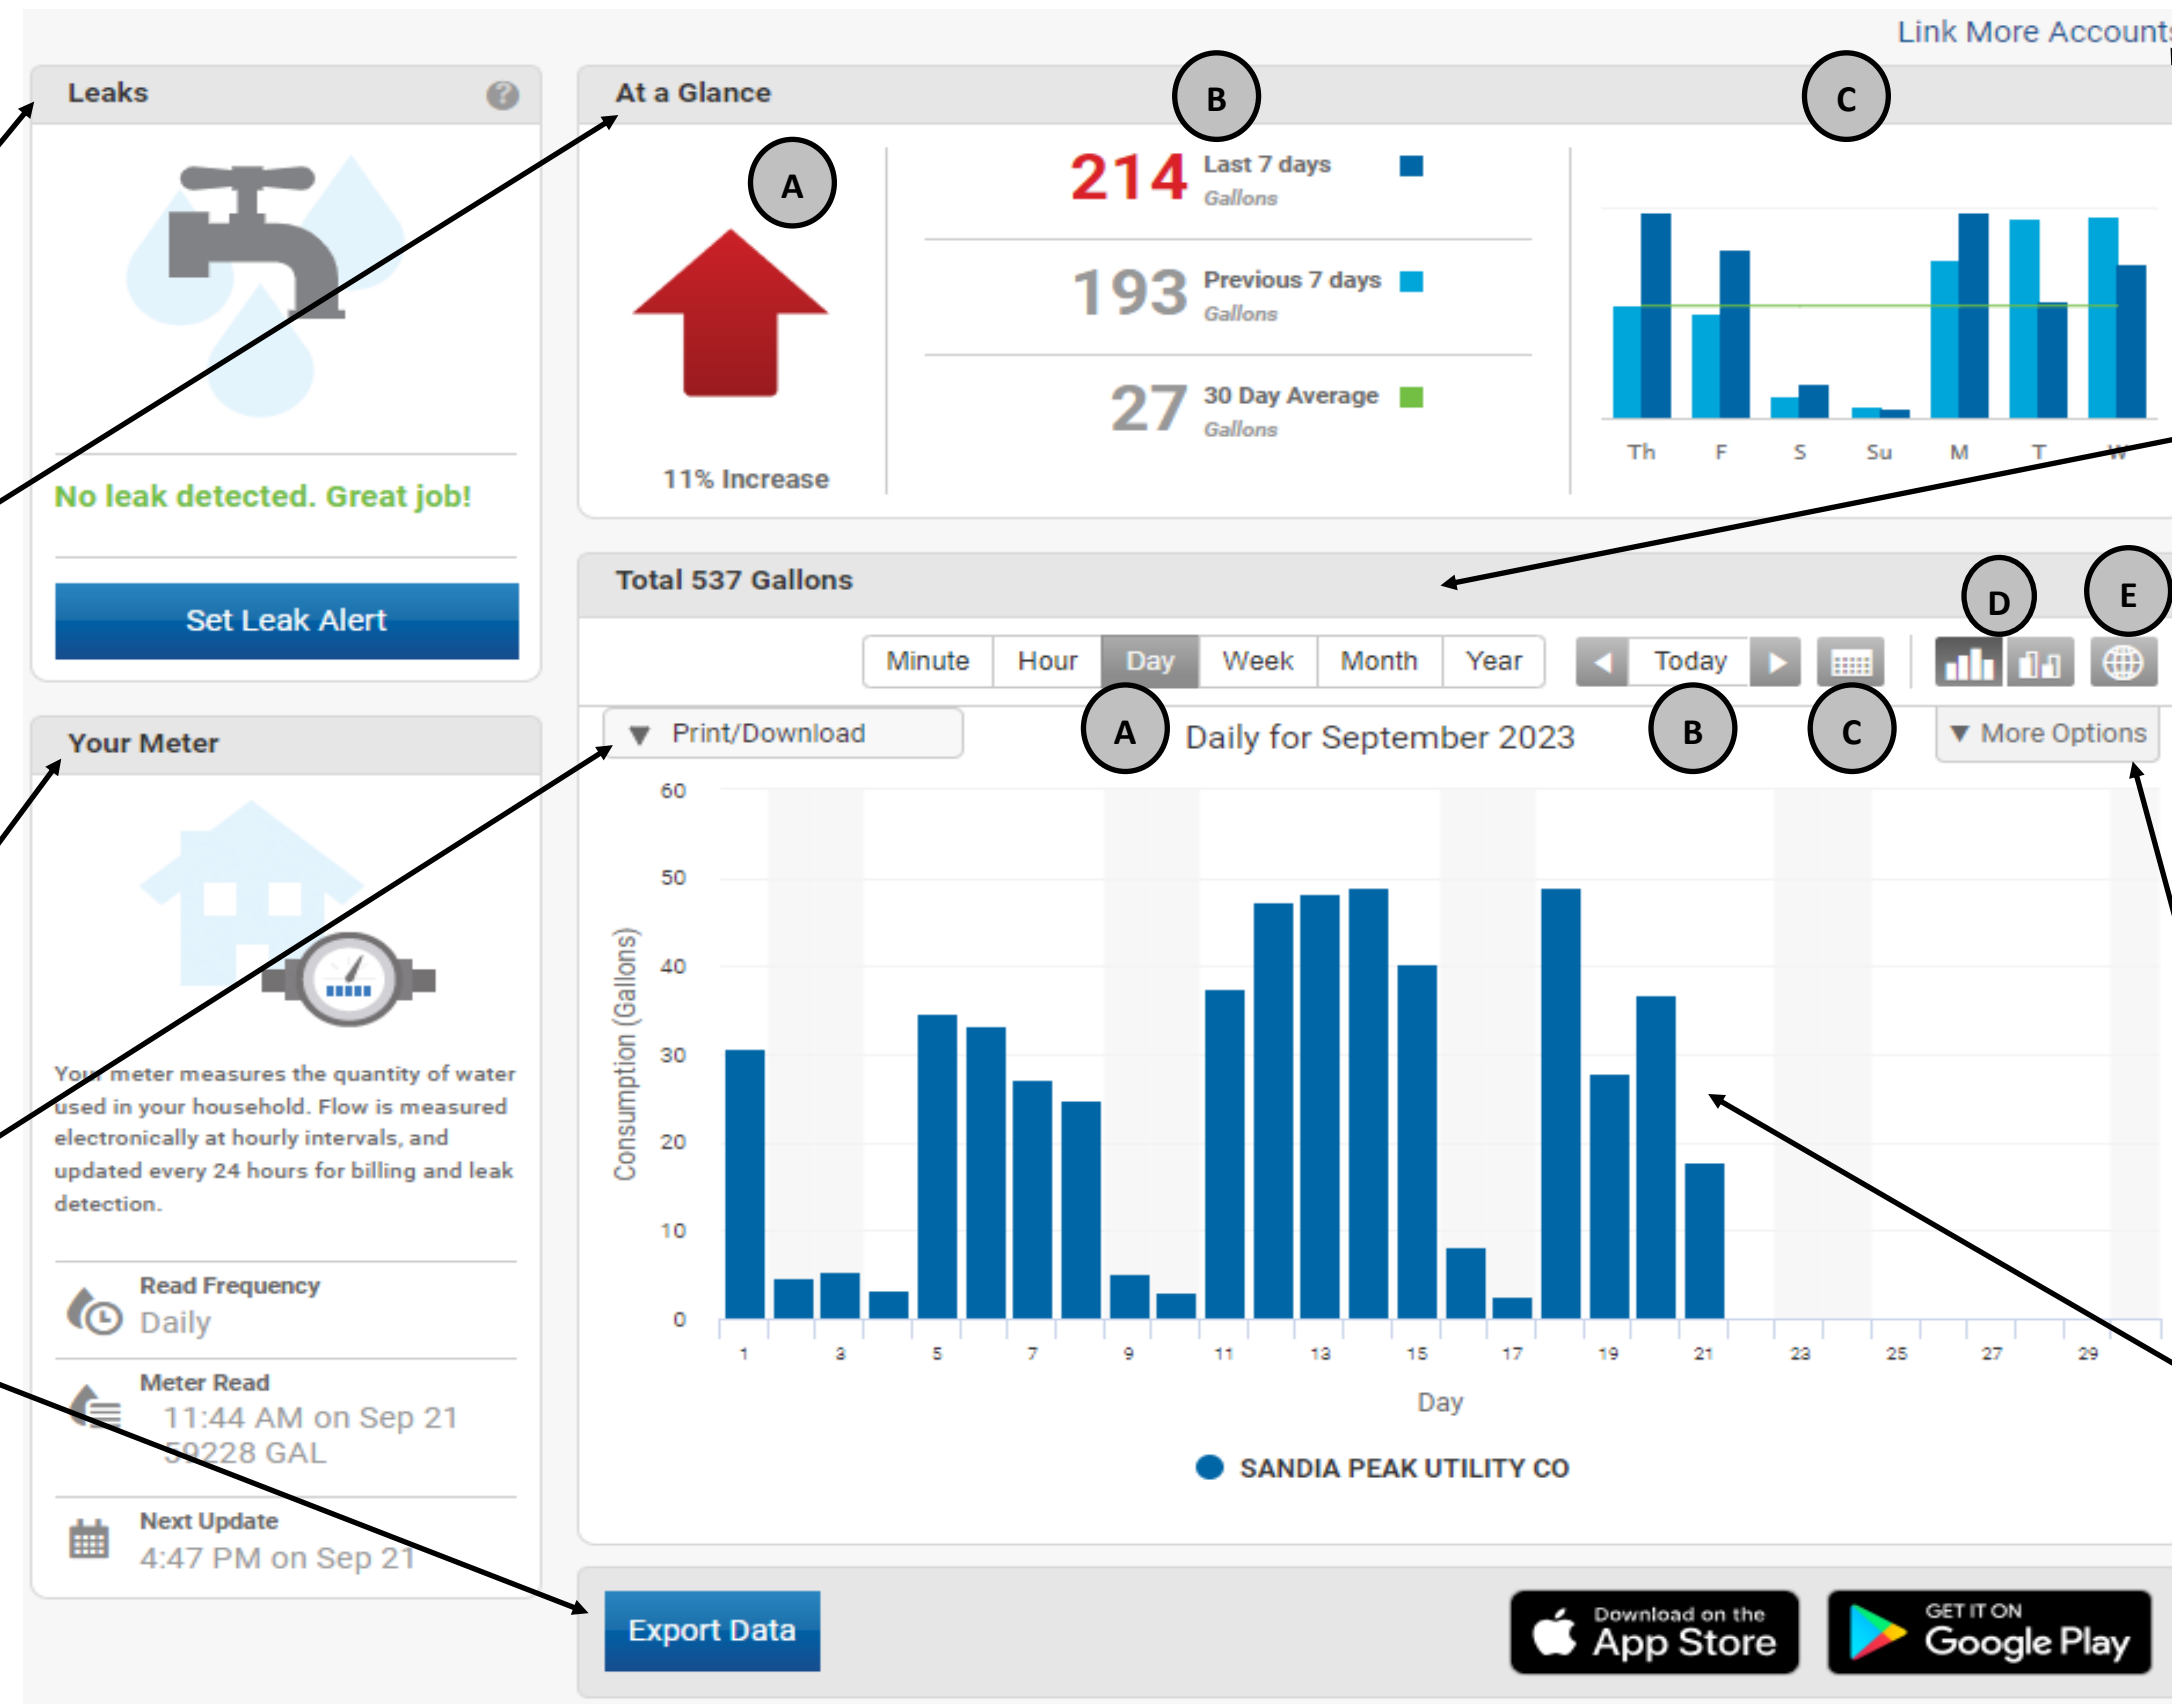 Link More Accounts
Leaks
?
No leak detected. Great job!
Set Leak Alert
At a Glance
A
B
C
11% Increase
214 Last 7 days
Gallons
193 Previous 7 days
Gallons
27 30 Day Average
Gallons
Th F S Su M T W
Total 537 Gallons
D
E
Minute Hour Day Week Month Year Today
Print/Download
A
Daily for September 2023
B
C
More Options
Consumption (Gallons)
60
50
40
30
20
10
0
1 3 5 7 9 11 13 15 17 19 21 23 25 27 29
Day
SANDIA PEAK UTILITY CO
Your Meter
Your meter measures the quantity of water
used in your household. Flow is measured
electronically at hourly intervals, and
updated every 24 hours for billing and leak
detection.
Read Frequency
Daily
Meter Read
11:44 AM on Sep 21
59228 GAL
Next Update
4:47 PM on Sep 21
Export Data
Download on the
App Store
GET IT ON
Google Play